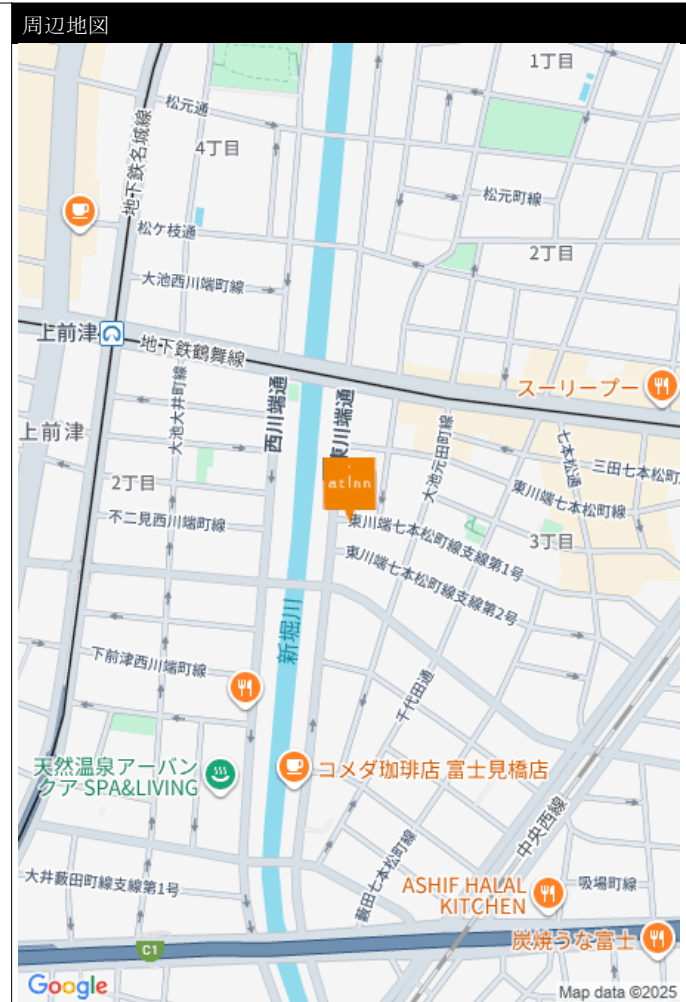 周辺地図
1丁目
松元通
4丁目
地下鉄名城線
松元町線
松ケ枝通
2丁目
大池西川端町線
上前津
地下鉄鶴舞線
スーリープー
大池大井町線
西川端通
東川端通
大池元田町線
七本松通
上前津
三田七本松町
2丁目
atInn
東川端七本松町線
不二見西川端町線
東川端七本松町線支線第1号
3丁目
東川端七本松町線支線第2号
新堀川
下前津西川端町線
千代田通
天然温泉アーバン
クア SPA&LIVING
コメダ珈琲店 富士見橋店
中央西線
大井藪田町線支線第1号
藪田七本松町線
ASHIF HALAL
KITCHEN
吸場町線
炭焼うな富士
C1
Google
Map data ©2025